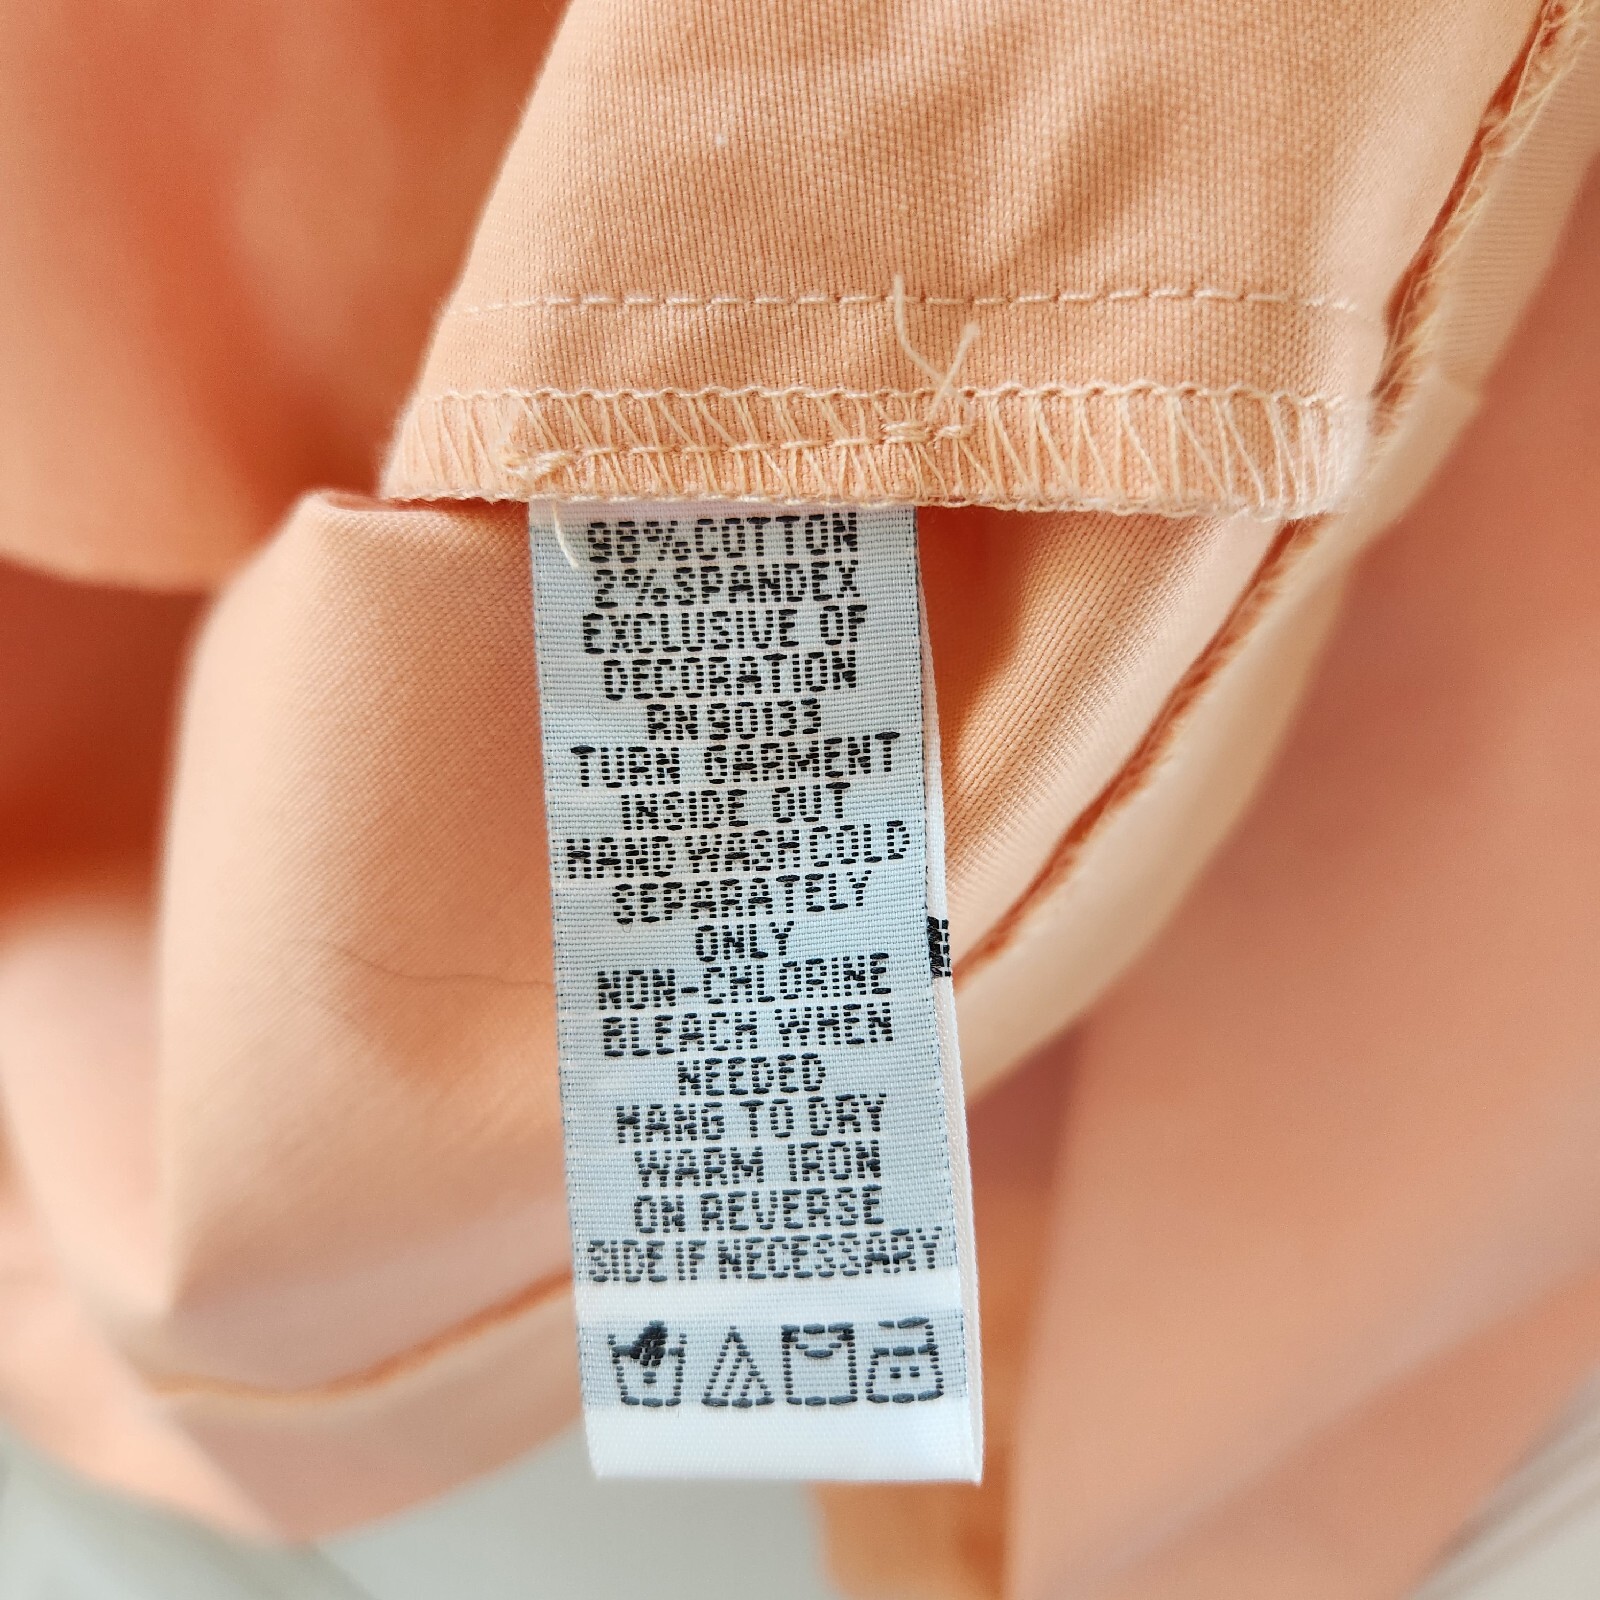 98% COTTON
2% SPANDEX
EXCLUSIVE OF
DECORATION
RN 90133
TURN GARMENT
INSIDE OUT
HAND WASH COLD
SEPARATELY
ONLY
NON-CHLORINE
BLEACH WHEN
NEEDED
HANG TO DRY
WARM IRON
ON REVERSE
SIDE IF NECESSARY